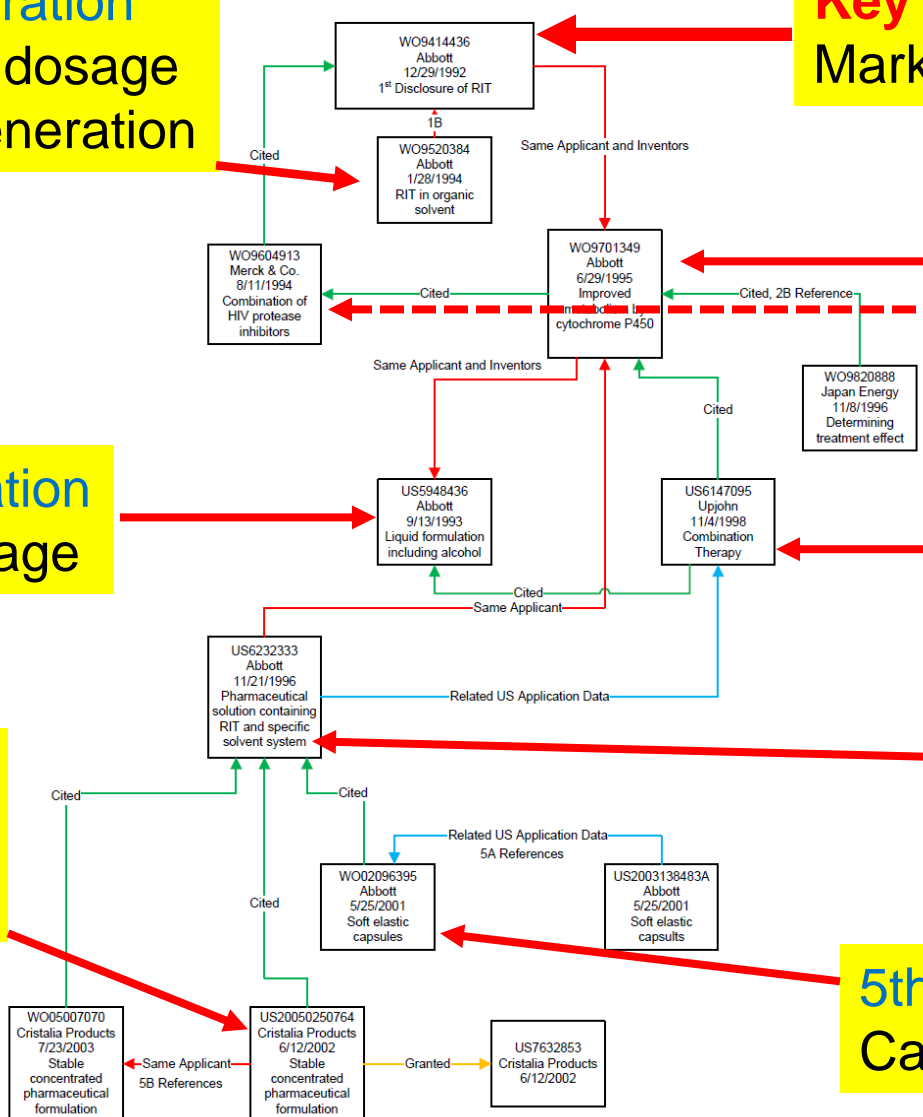 Key
Mark
dosage
eneration
WO9414436
Abbott
12/29/1992
1st Disclosure of RIT
1B
Cited
Same Applicant and Inventors
WO9520384
Abbott
1/28/1994
RIT in organic
solvent
WO9604913
Merck & Co.
8/11/1994
Combination of
HIV protease
inhibitors
Cited
WO9701349
Abbott
6/29/1995
Improved
metabolism by
cytochrome P450
Cited, 2B Reference
Same Applicant and Inventors
WO9820888
Japan Energy
11/8/1996
Determining
treatment effect
Cited
ation
age
US5948436
Abbott
9/13/1993
Liquid formulation
including alcohol
US6147095
Upjohn
11/4/1998
Combination
Therapy
Cited
Same Applicant
US6232333
Abbott
11/21/1996
Pharmaceutical
solution containing
RIT and specific
solvent system
Related US Application Data
Cited
Cited
Cited
Related US Application Data
5A References
WO02096395
Abbott
5/25/2001
Soft elastic
capsules
US2003138483A
Abbott
5/25/2001
Soft elastic
capsults
5th
Ca
WO05007070
Cristalia Products
7/23/2003
Stable
concentrated
pharmaceutical
formulation
Same Applicant
5B References
US20050250764
Cristalia Products
6/12/2002
Stable
concentrated
pharmaceutical
formulation
Granted
US7632853
Cristalia Products
6/12/2002